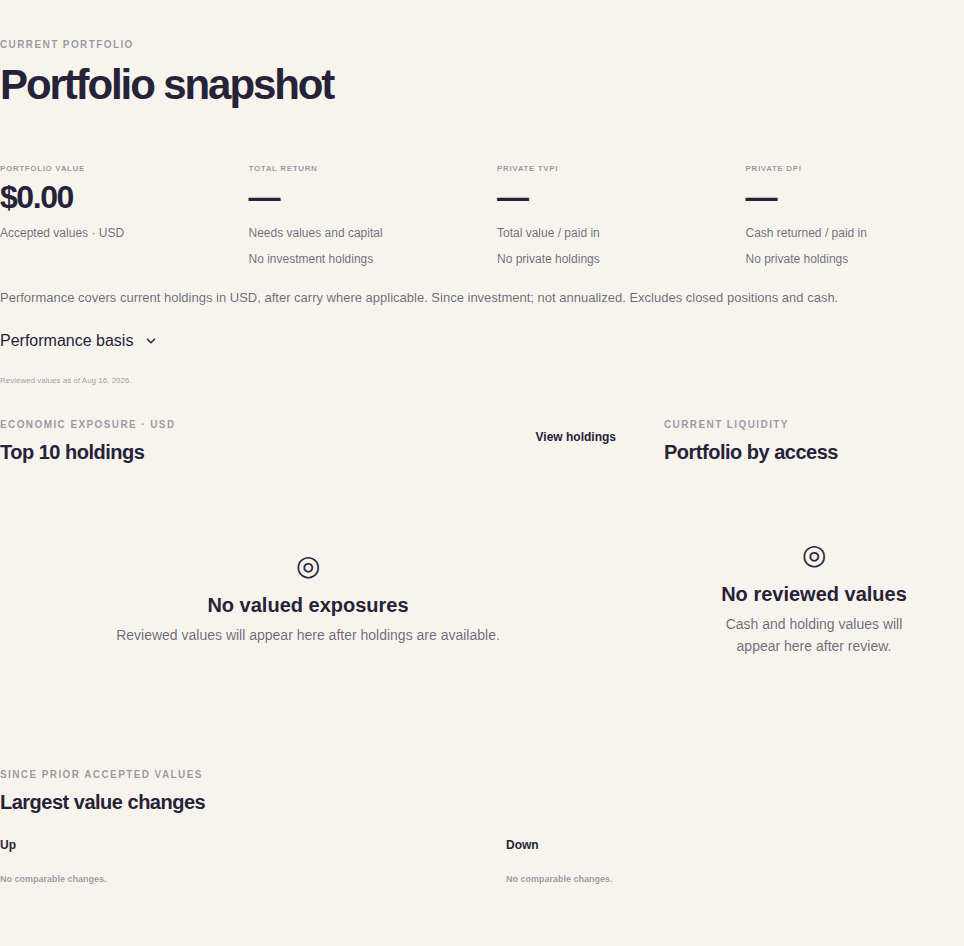 CURRENT PORTFOLIO
Portfolio snapshot
PORTFOLIO VALUE
$0.00
Accepted values · USD
TOTAL RETURN
—
Needs values and capital
No investment holdings
PRIVATE TVPI
—
Total value / paid in
No private holdings
PRIVATE DPI
—
Cash returned / paid in
No private holdings
Performance covers current holdings in USD, after carry where applicable. Since investment; not annualized. Excludes closed positions and cash.
Performance basis
Reviewed values as of Aug 16, 2026.
ECONOMIC EXPOSURE · USD
Top 10 holdings
View holdings
No valued exposures
Reviewed values will appear here after holdings are available.
CURRENT LIQUIDITY
Portfolio by access
No reviewed values
Cash and holding values will
appear here after review.
SINCE PRIOR ACCEPTED VALUES
Largest value changes
Up
No comparable changes.
Down
No comparable changes.